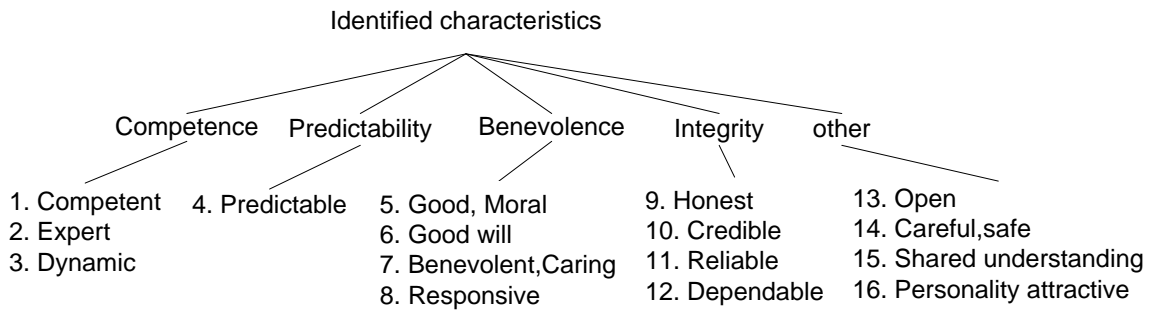 Identified characteristics
Competence
Predictability
Benevolence
Integrity
other
1. Competent
2. Expert
3. Dynamic
4. Predictable
5. Good, Moral
6. Good will
7. Benevolent,Caring
8. Responsive
9. Honest
10. Credible
11. Reliable
12. Dependable
13. Open
14. Careful,safe
15. Shared understanding
16. Personality attractive